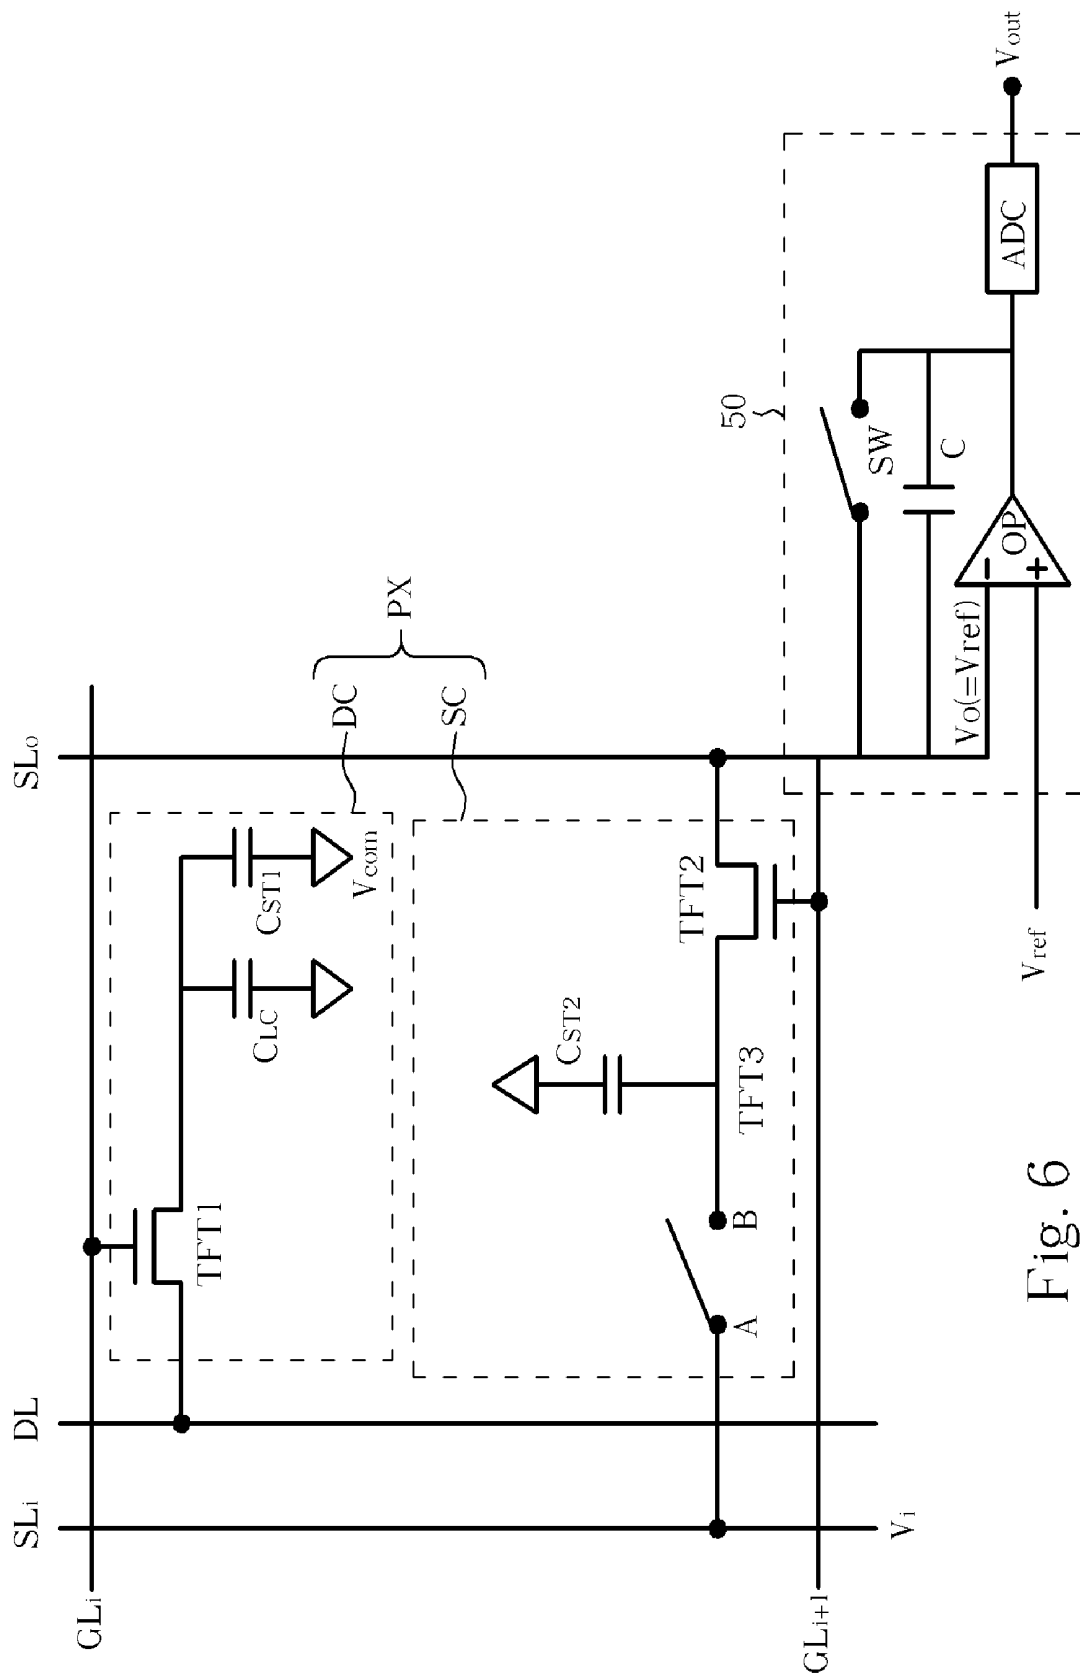 SLi
DL
SLo
GLi
TFT1
CLC
CST1
Vcom
DC
SC
PX
CST2
TFT3
A
B
TFT2
GLi+1
Vi
50
SW
C
Vo(=Vref)
OP
−
+
ADC
Vout
Vref
Fig. 6